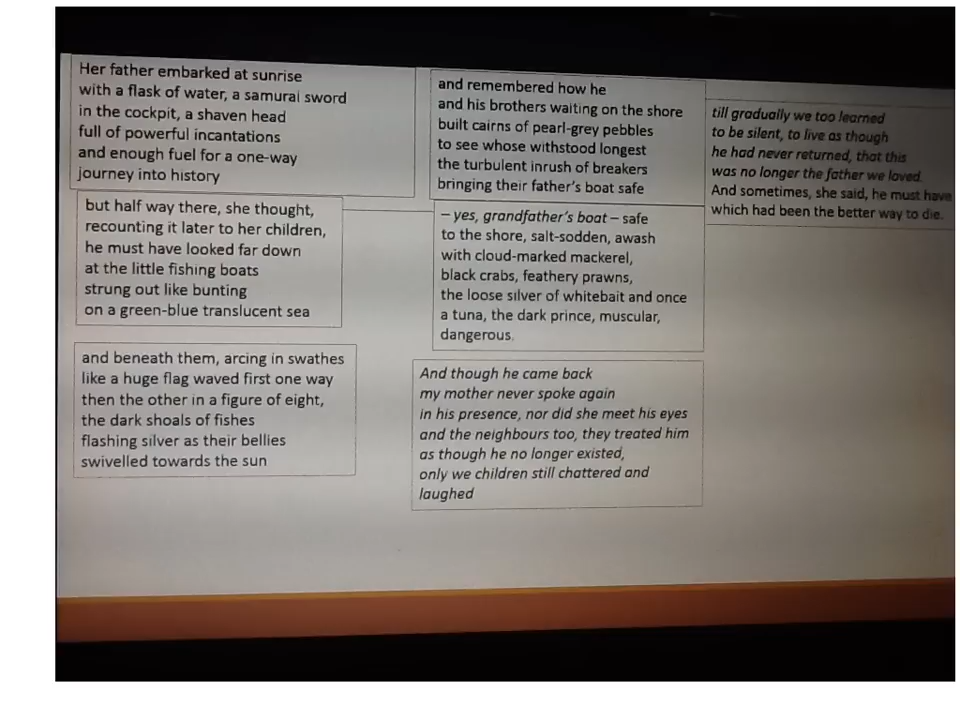 Her father embarked at sunrise
with a flask of water, a samurai sword
in the cockpit, a shaven head
full of powerful incantations
and enough fuel for a one-way
journey into history
but half way there, she thought,
recounting it later to her children,
he must have looked far down
at the little fishing boats
strung out like bunting
on a green-blue translucent sea
and beneath them, arcing in swathes
like a huge flag waved first one way
then the other in a figure of eight,
the dark shoals of fishes
flashing silver as their bellies
swivelled towards the sun
and remembered how he
and his brothers waiting on the shore
built cairns of pearl-grey pebbles
to see whose withstood longest
the turbulent inrush of breakers
bringing their father's boat safe
– yes, grandfather's boat – safe
to the shore, salt-sodden, awash
with cloud-marked mackerel,
black crabs, feathery prawns,
the loose silver of whitebait and once
a tuna, the dark prince, muscular,
dangerous.
And though he came back
my mother never spoke again
in his presence, nor did she meet his eyes
and the neighbours too, they treated him
as though he no longer existed,
only we children still chattered and
laughed
till gradually we too learned
to be silent, to live as though
he had never returned, that this
was no longer the father we loved.
And sometimes, she said, he must have
which had been the better way to die.